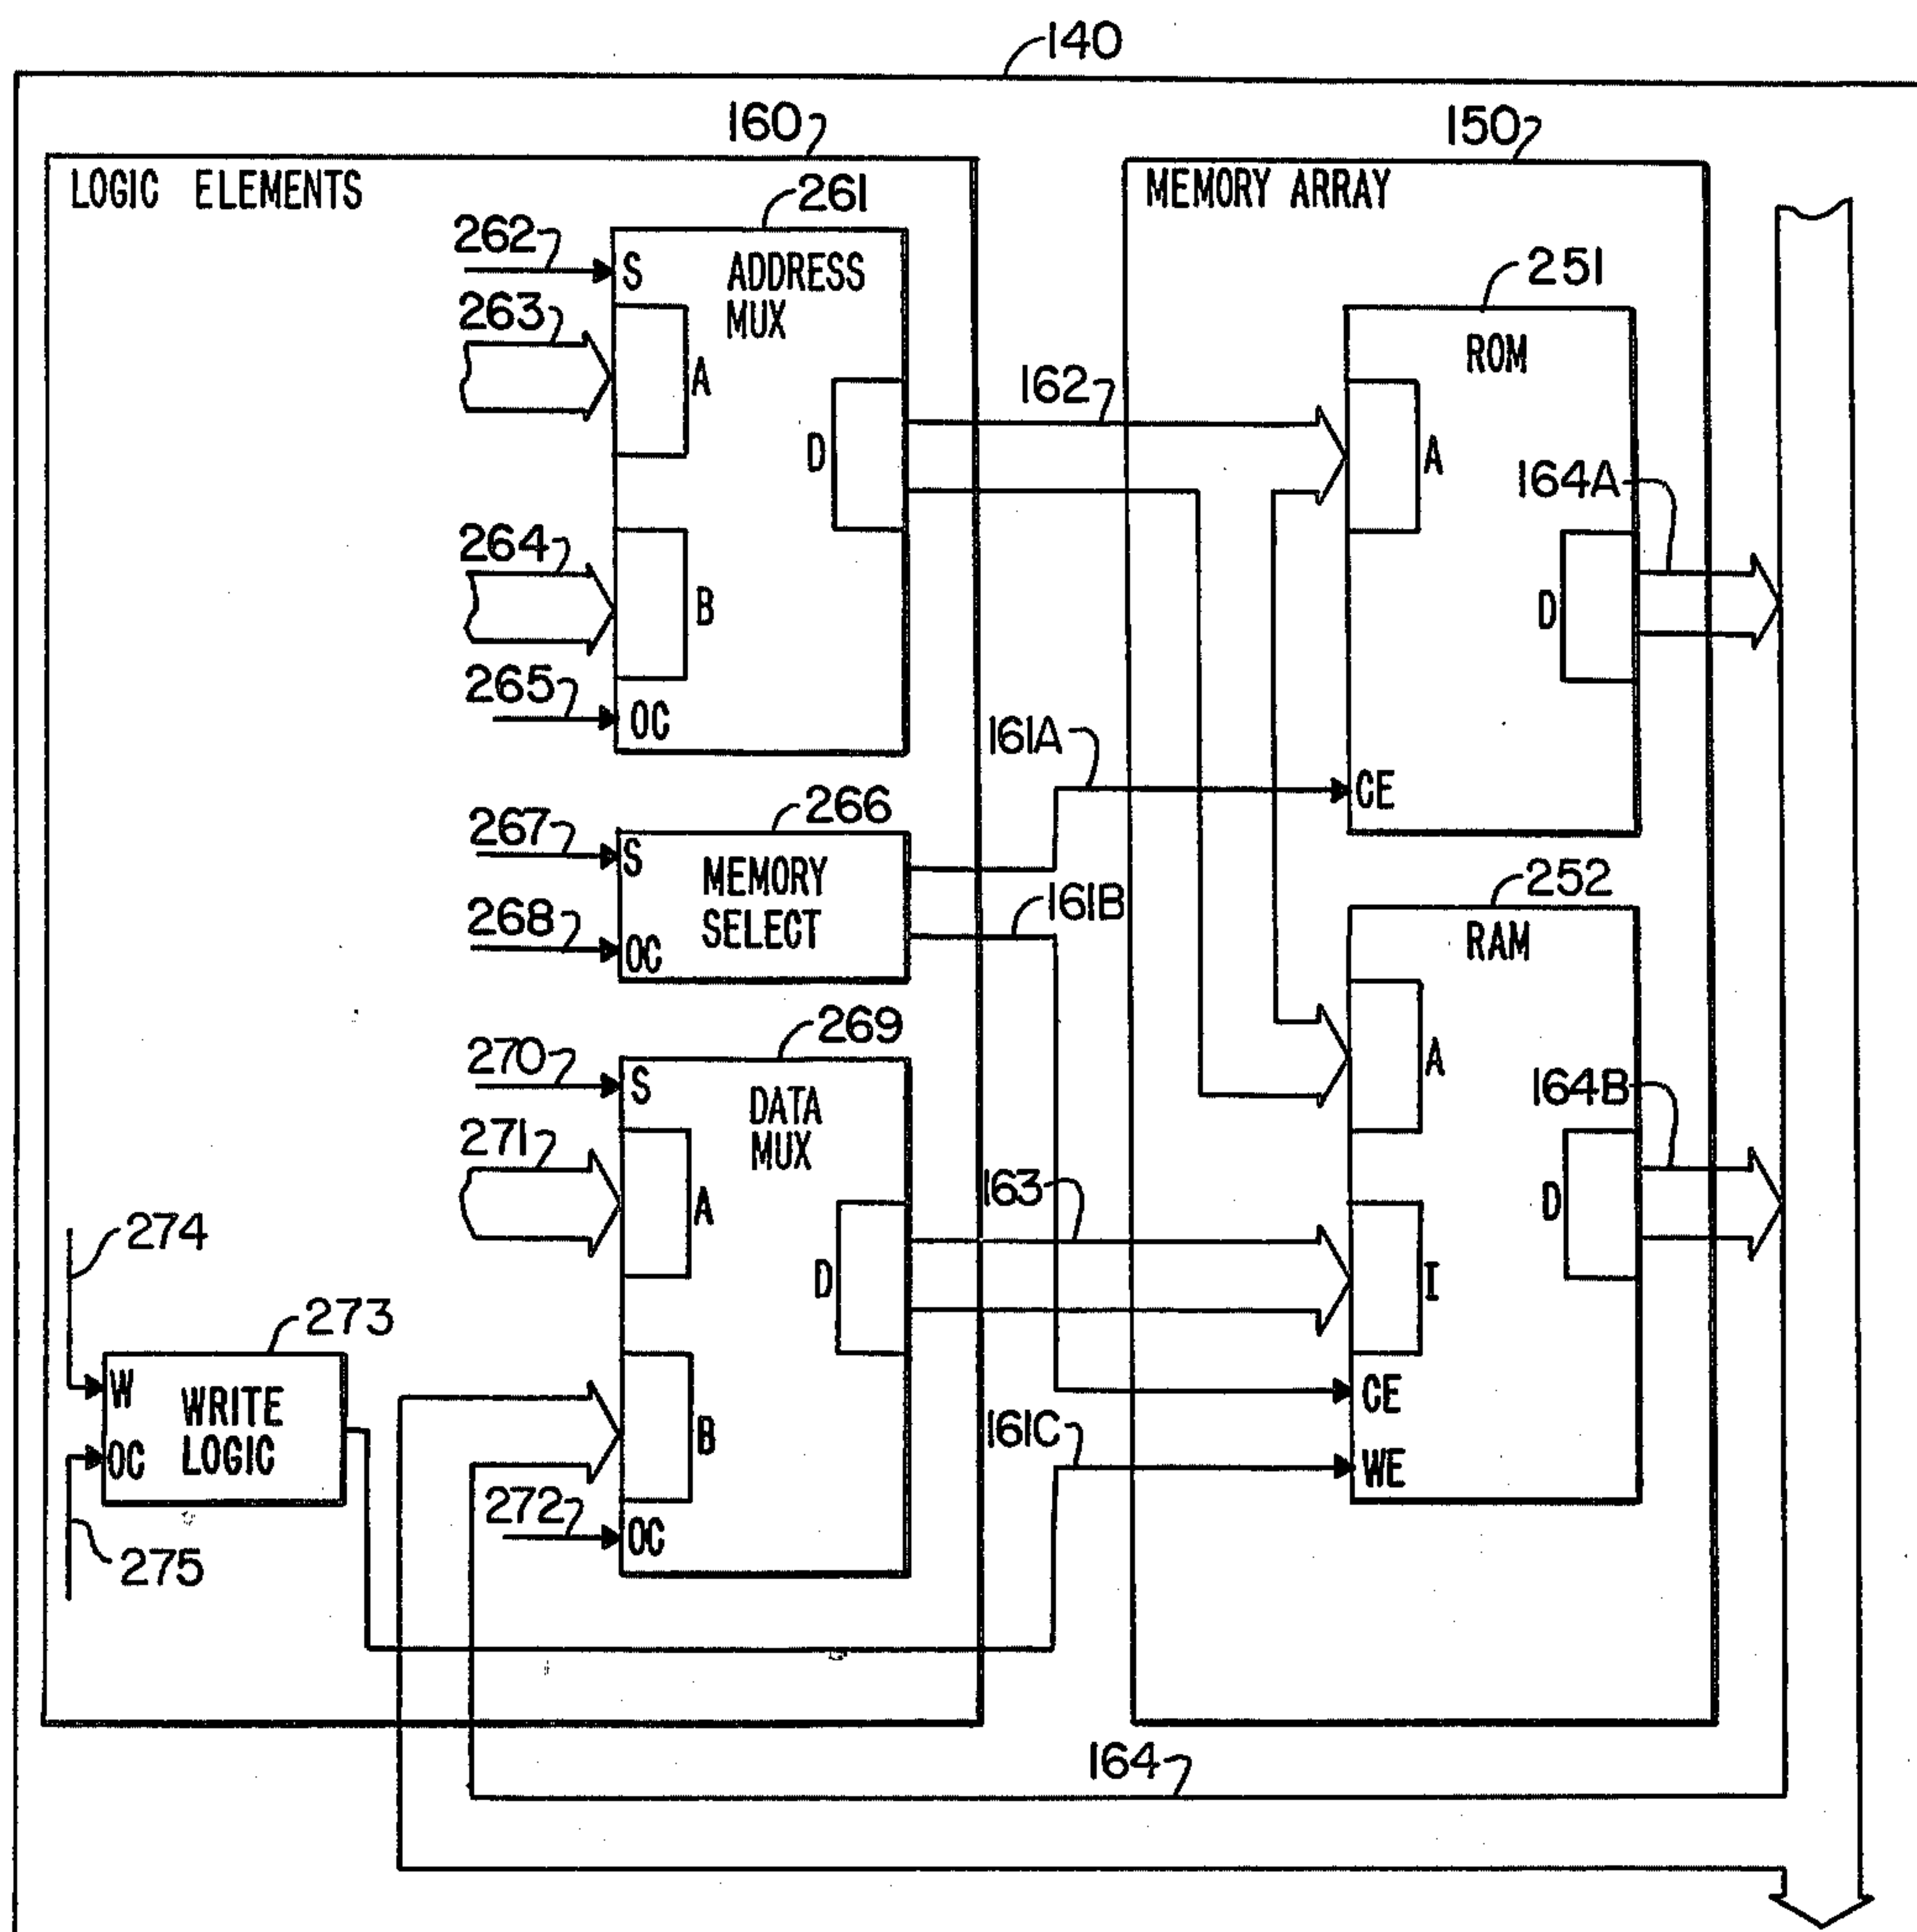 140
160
150
LOGIC ELEMENTS
MEMORY ARRAY
261
262
S
ADDRESS
MUX
263
A
D
264
B
265
OC
162
251
ROM
A
164A
D
161A
CE
266
267
S
MEMORY
SELECT
268
OC
161B
252
RAM
A
164B
D
269
270
S
DATA
MUX
271
A
D
163
I
274
273
W
WRITE
LOGIC
OC
275
B
272
OC
CE
161C
WE
164